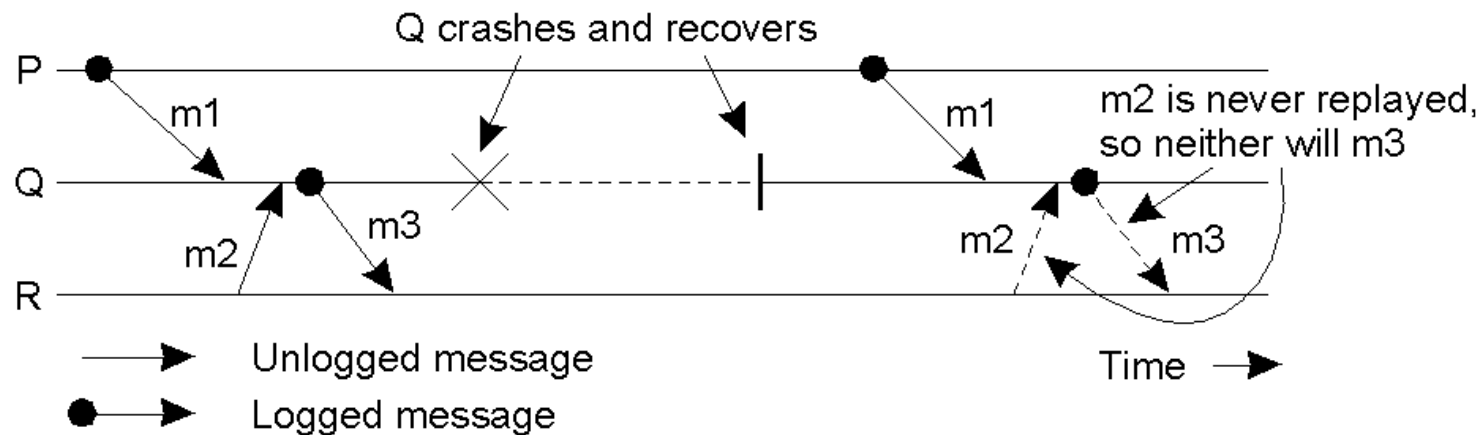 Q crashes and recovers
P
m1
m1
m2 is never replayed,
so neither will m3
Q
m2
m3
m2
m3
R
Unlogged message
Time
Logged message